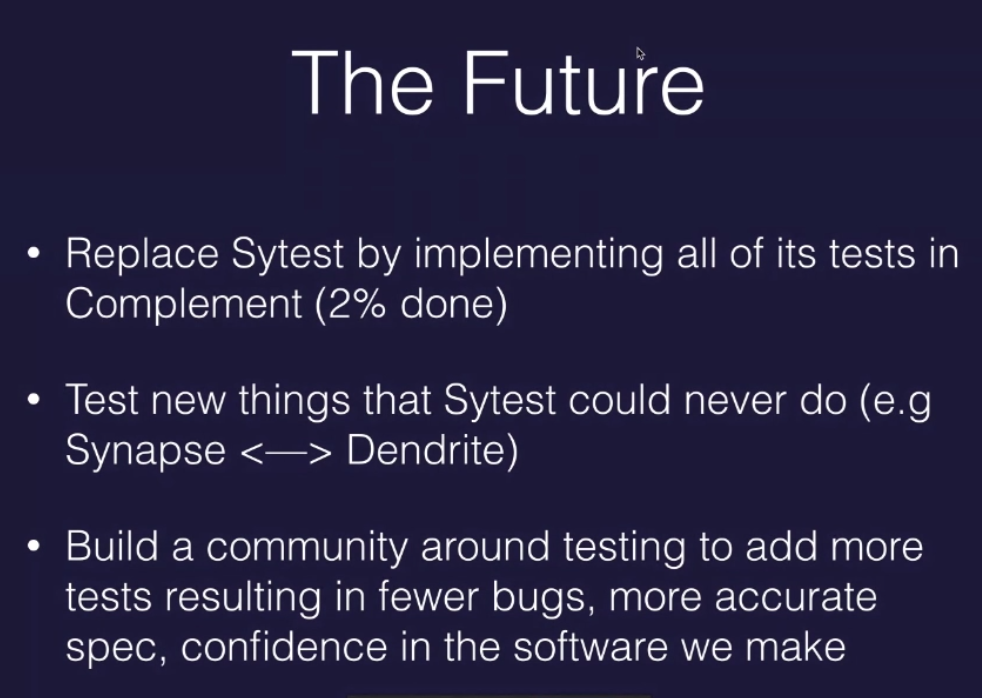 The Future
• Replace Sytest by implementing all of its tests in
Complement (2% done)
• Test new things that Sytest could never do (e.g
Synapse <—> Dendrite)
• Build a community around testing to add more
tests resulting in fewer bugs, more accurate
spec, confidence in the software we make